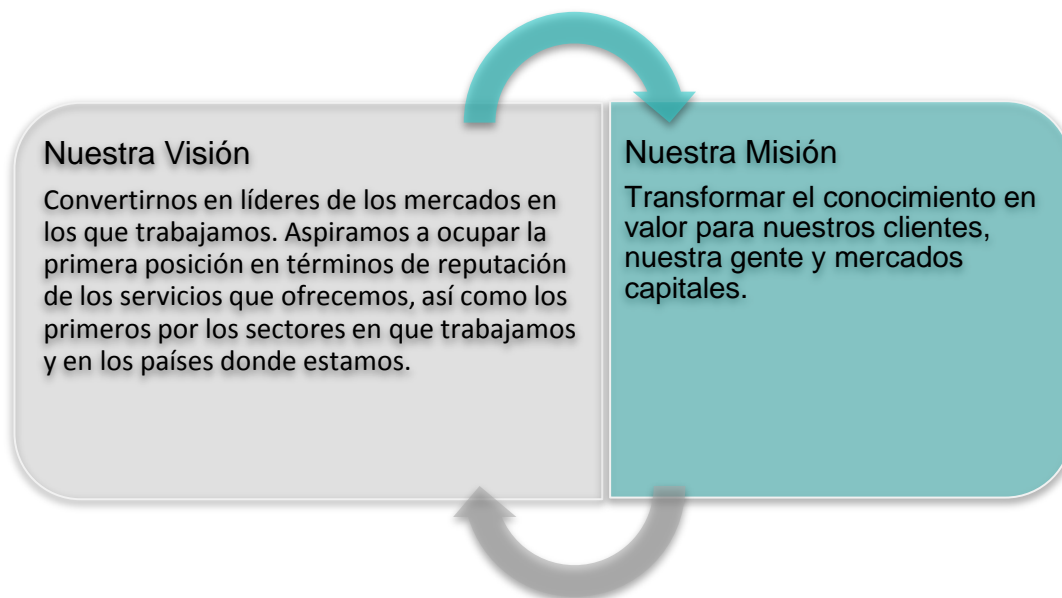 Nuestra Visión
Convertirnos en líderes de los mercados en
los que trabajamos. Aspiramos a ocupar la
primera posición en términos de reputación
de los servicios que ofrecemos, así como los
primeros por los sectores en que trabajamos
y en los países donde estamos.
Nuestra Misión
Transformar el conocimiento en
valor para nuestros clientes,
nuestra gente y mercados
capitales.